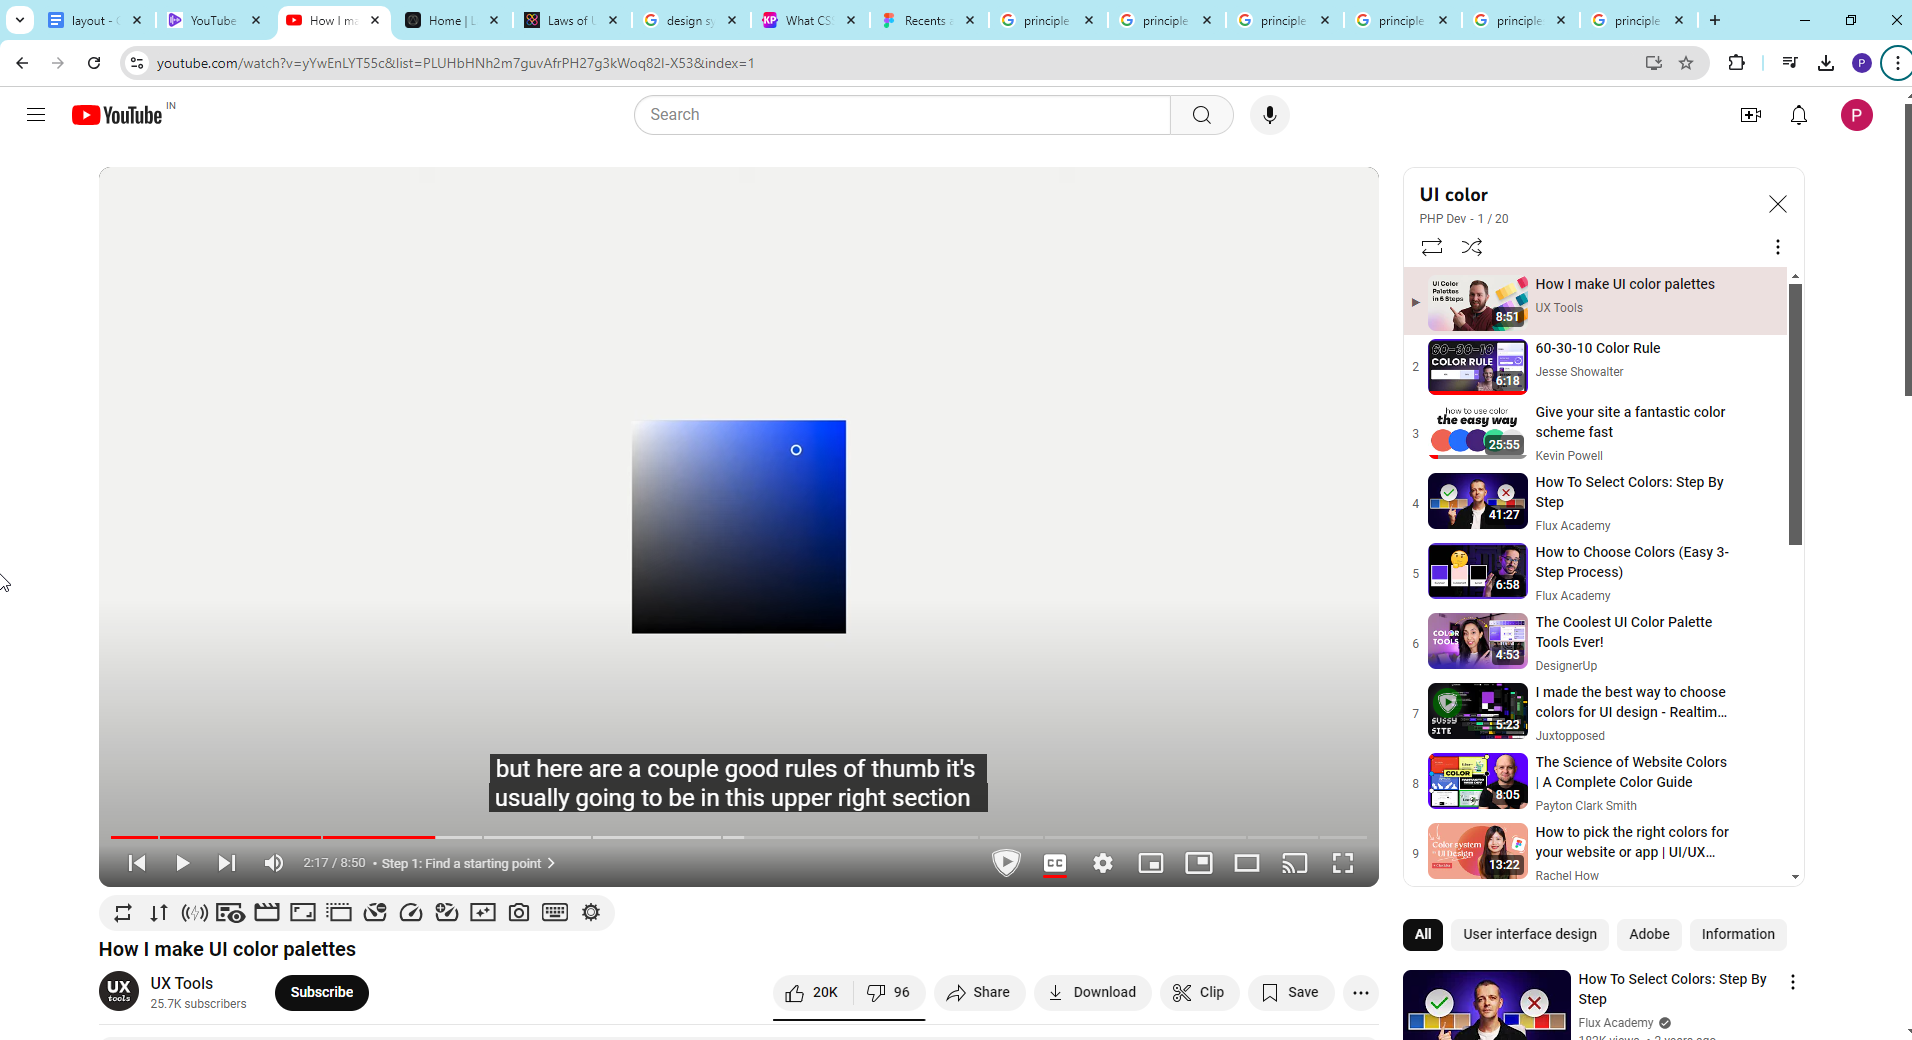 layout - 
YouTube
How I ma
Home | L
Laws of U
design sy
What CSS
Recents a
principle
principle
principle
principle
principle
principle
youtube.com/watch?v=yYwEnLYT55c&list=PLUHbHNh2m7guvAfrPH27g3kWoq82I-X53&index=1
P
YouTube IN
Search
P
but here are a couple good rules of thumb it's
usually going to be in this upper right section
2:17 / 8:50 • Step 1: Find a starting point
CC
How I make UI color palettes
UX tools
UX Tools
25.7K subscribers
Subscribe
20K
96
Share
Download
Clip
Save
UI color
PHP Dev - 1 / 20
UI Color
Palettes
in 6 Steps
8:51
How I make UI color palettes
UX Tools
2
60-30-10
COLOR RULE
6:18
60-30-10 Color Rule
Jesse Showalter
3
how to use color
the easy way
25:55
Give your site a fantastic color
scheme fast
Kevin Powell
4
41:27
How To Select Colors: Step By
Step
Flux Academy
5
6:58
How to Choose Colors (Easy 3-
Step Process)
Flux Academy
6
COLOR
TOOLS
4:53
The Coolest UI Color Palette
Tools Ever!
DesignerUp
7
SUSSY
SITE
5:23
I made the best way to choose
colors for UI design - Realtim...
Juxtopposed
8
COLOR
8:05
The Science of Website Colors
| A Complete Color Guide
Payton Clark Smith
9
Color system
in UI Design
13:22
How to pick the right colors for
your website or app | UI/UX...
Rachel How
All
User interface design
Adobe
Information
How To Select Colors: Step By
Step
Flux Academy
182K views • 2 years ago